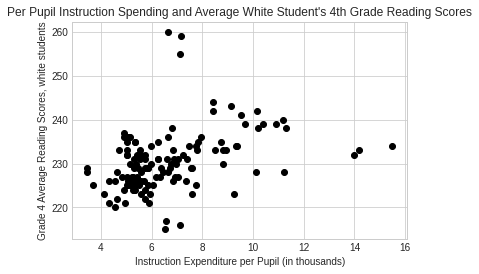 Per Pupil Instruction Spending and Average White Student's 4th Grade Reading Scores
Grade 4 Average Reading Scores, white students
260
250
240
230
220
4 6 8 10 12 14 16
Instruction Expenditure per Pupil (in thousands)